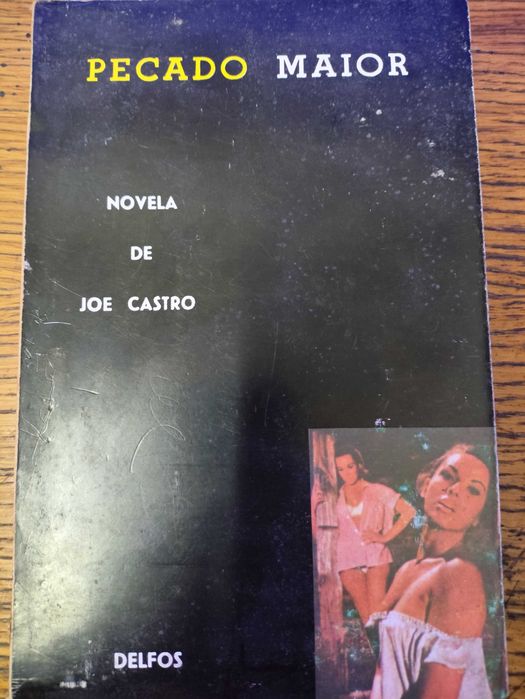 PECADO MAIOR
NOVELA
DE
JOE CASTRO
DELFOS